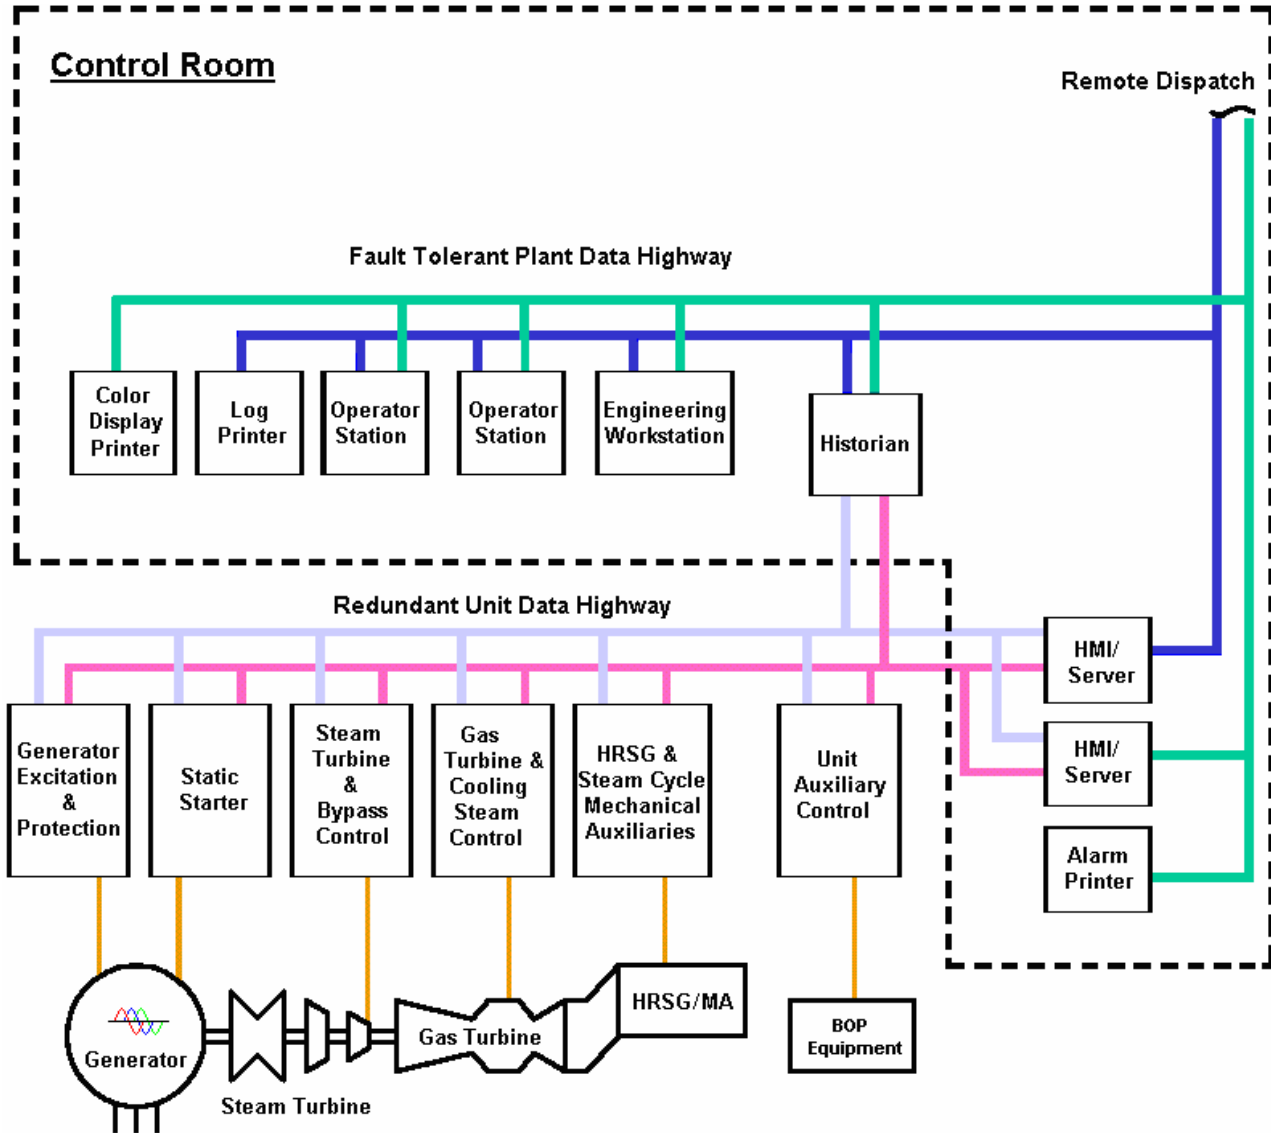 Control Room
Remote Dispatch
Fault Tolerant Plant Data Highway
Color
Display
Printer
Log
Printer
Operator
Station
Operator
Station
Engineering
Workstation
Historian
Redundant Unit Data Highway
HMI/
Server
HMI/
Server
Alarm
Printer
Generator
Excitation
&
Protection
Static
Starter
Steam
Turbine
&
Bypass
Control
Gas
Turbine &
Cooling
Steam
Control
HRSG &
Steam Cycle
Mechanical
Auxiliaries
Unit
Auxiliary
Control
Generator
Steam Turbine
Gas Turbine
HRSG/MA
BOP
Equipment